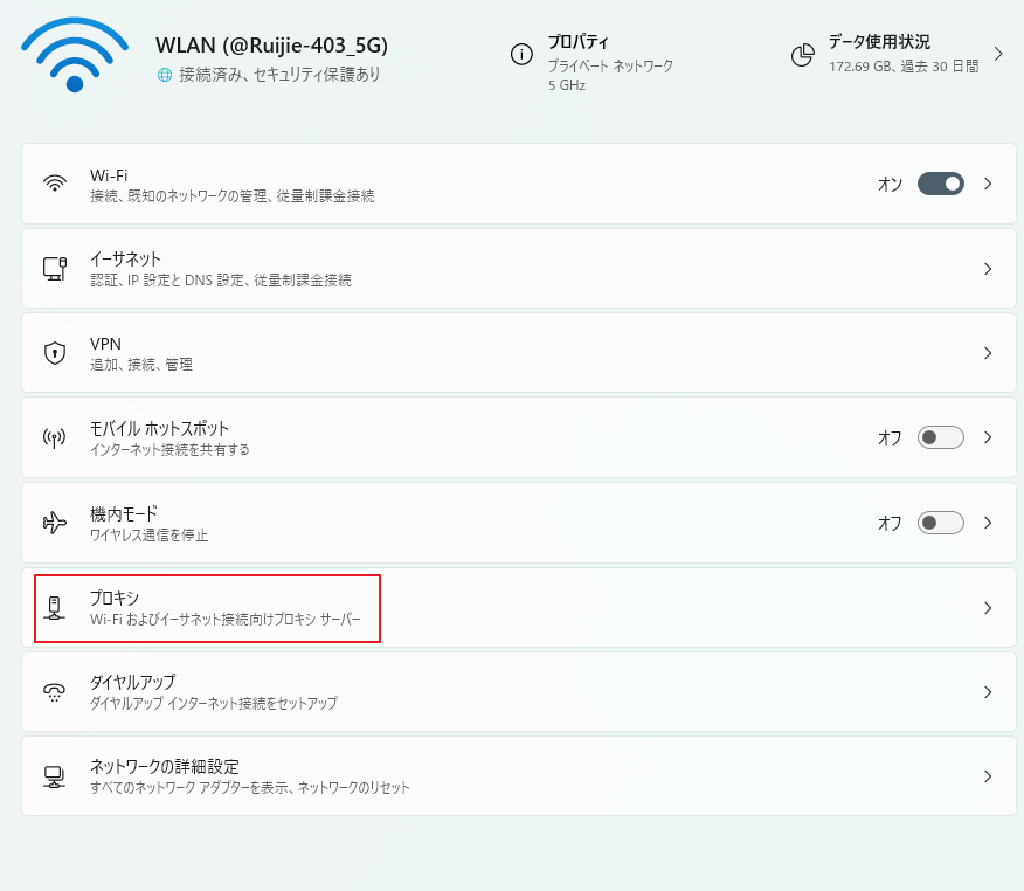 WLAN (@Ruijie-403_5G)
接続済み、セキュリティ保護あり
プロパティ
プライベート ネットワーク
5 GHz
データ使用状況
172.69 GB、過去 30 日間
Wi-Fi
接続、既知のネットワークの管理、従量制課金接続
オン
イーサネット
認証、IP 設定と DNS 設定、従量制課金接続
VPN
追加、接続、管理
モバイル ホットスポット
インターネット接続を共有する
オフ
機内モード
ワイヤレス通信を停止
オフ
プロキシ
Wi-Fi およびイーサネット接続向けプロキシ サーバー
ダイヤルアップ
ダイヤルアップ インターネット接続をセットアップ
ネットワークの詳細設定
すべてのネットワーク アダプターを表示、ネットワークのリセット